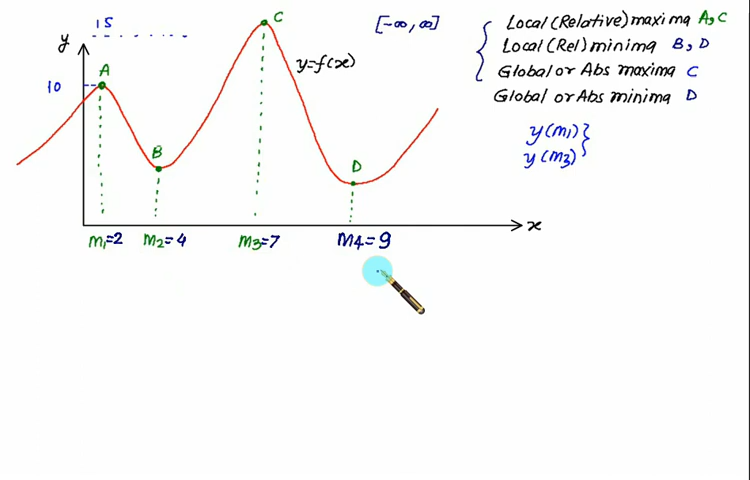 15
[-∞, ∞]
Local (Relative) maxima A, C
Local (Rel) minima B, D
Global or Abs maxima C
Global or Abs minima D
y(m₁)
y(m₃)
y
C
y=f(x)
A
10
B
D
x
m₁=2
m₂=4
m₃=7
m₄=9